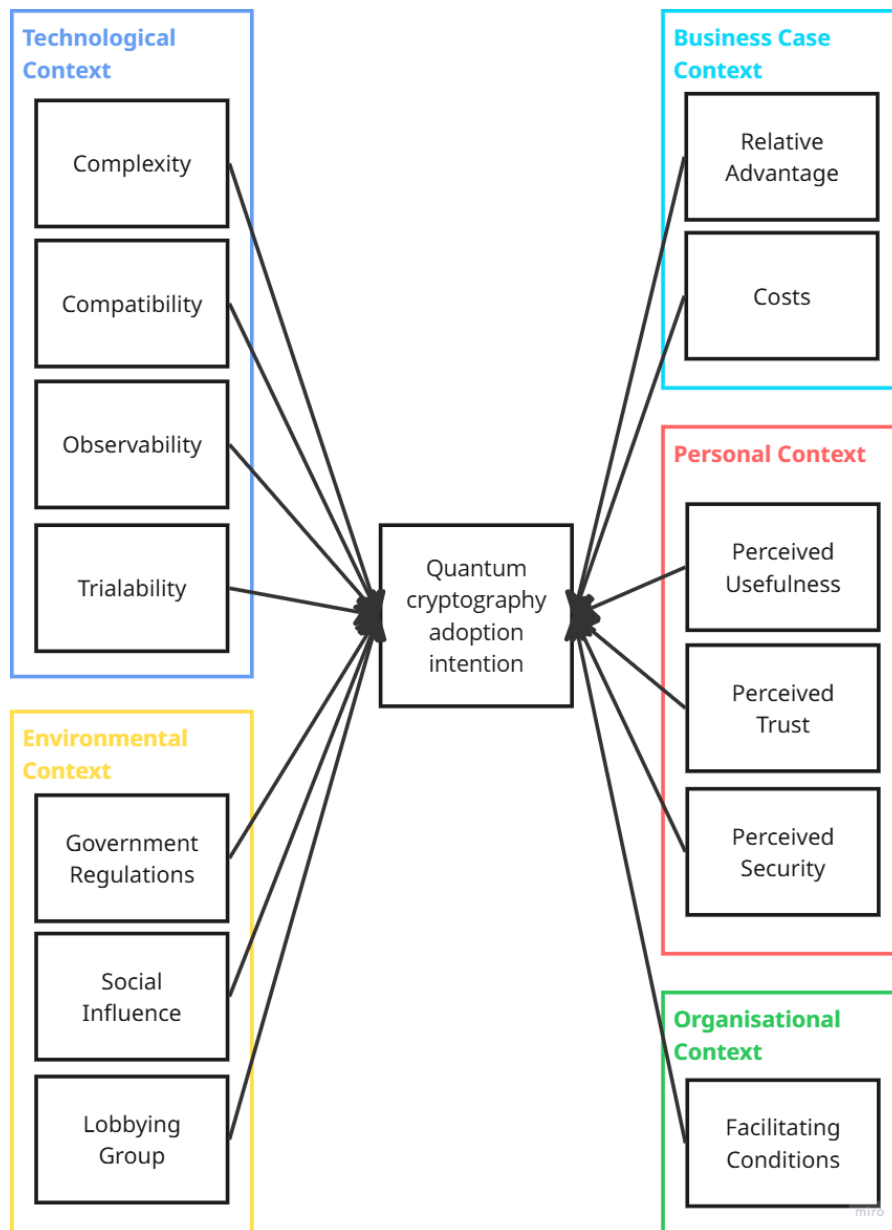 Technological
Context
Complexity
Compatibility
Observability
Trialability
Environmental
Context
Government
Regulations
Social
Influence
Lobbying
Group
Quantum
cryptography
adoption
intention
Business Case
Context
Relative
Advantage
Costs
Personal Context
Perceived
Usefulness
Perceived
Trust
Perceived
Security
Organisational
Context
Facilitating
Conditions
miro